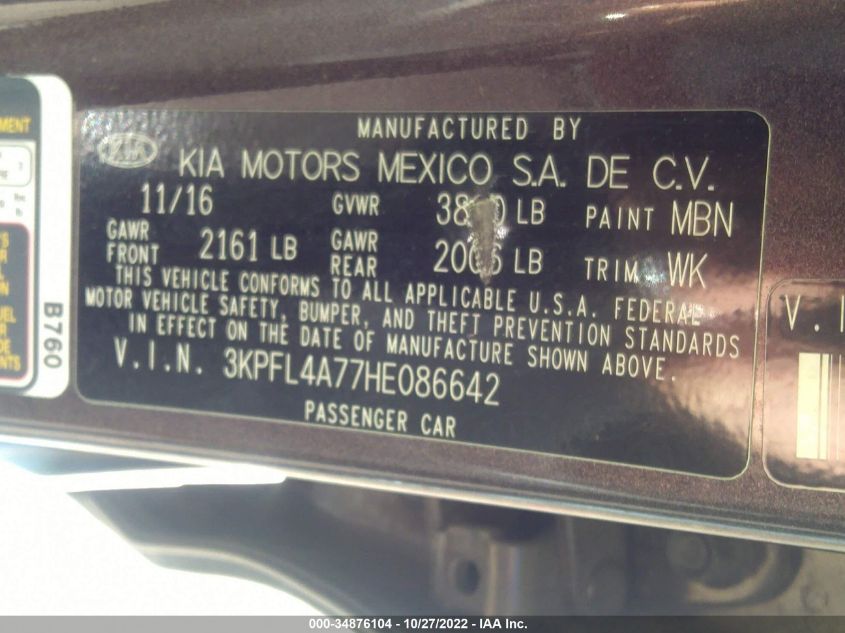 MANUFACTURED BY
KIA KIA MOTORS MEXICO S.A. DE C.V.
11/16 GVWR LB PAINT MBN
GAWR FRONT 2161 LB GAWR REAR LB TRIM WK
THIS VEHICLE CONFORMS TO ALL APPLICABLE U.S.A. FEDERAL
MOTOR VEHICLE SAFETY, BUMPER, AND THEFT PREVENTION STANDARDS
IN EFFECT ON THE DATE OF MANUFACTURE SHOWN ABOVE.
V.I.N. 3KPFL4A77HE086642
PASSENGER CAR
B760
000-34876104 - 10/27/2022 - IAA Inc.